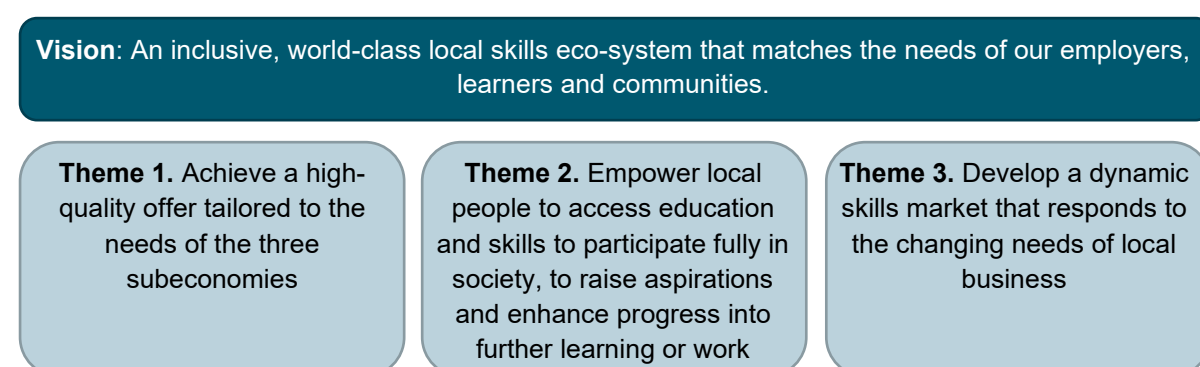 Vision: An inclusive, world-class local skills eco-system that matches the needs of our employers,
learners and communities.
Theme 1. Achieve a high-
quality offer tailored to the
needs of the three
subeconomies
Theme 2. Empower local
people to access education
and skills to participate fully in
society, to raise aspirations
and enhance progress into
further learning or work
Theme 3. Develop a dynamic
skills market that responds to
the changing needs of local
business